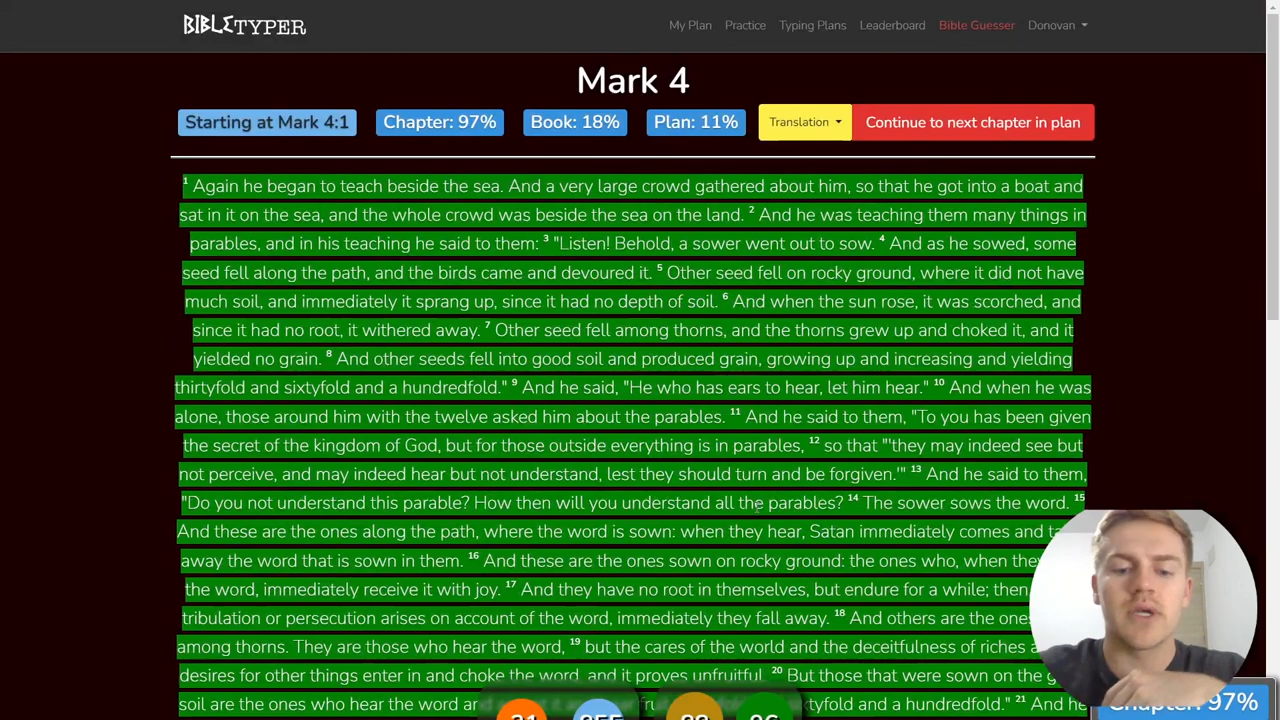 BIBLETYPER
My Plan Practice Typing Plans Leaderboard Bible Guesser Donovan
Mark 4
Starting at Mark 4:1 Chapter: 97% Book: 18% Plan: 11% Translation Continue to next chapter in plan
1 Again he began to teach beside the sea. And a very large crowd gathered about him, so that he got into a boat and
sat in it on the sea, and the whole crowd was beside the sea on the land. 2 And he was teaching them many things in
parables, and in his teaching he said to them: 3 "Listen! Behold, a sower went out to sow. 4 And as he sowed, some
seed fell along the path, and the birds came and devoured it. 5 Other seed fell on rocky ground, where it did not have
much soil, and immediately it sprang up, since it had no depth of soil. 6 And when the sun rose, it was scorched, and
since it had no root, it withered away. 7 Other seed fell among thorns, and the thorns grew up and choked it, and it
yielded no grain. 8 And other seeds fell into good soil and produced grain, growing up and increasing and yielding
thirtyfold and sixtyfold and a hundredfold." 9 And he said, "He who has ears to hear, let him hear." 10 And when he was
alone, those around him with the twelve asked him about the parables. 11 And he said to them, "To you has been given
the secret of the kingdom of God, but for those outside everything is in parables, 12 so that "'they may indeed see but
not perceive, and may indeed hear but not understand, lest they should turn and be forgiven.'" 13 And he said to them,
"Do you not understand this parable? How then will you understand all the parables? 14 The sower sows the word. 15
And these are the ones along the path, where the word is sown: when they hear, Satan immediately comes and
away the word that is sown in them. 16 And these are the ones sown on rocky ground: the ones who, when they
the word, immediately receive it with joy. 17 And they have no root in themselves, but endure for a while; then,
tribulation or persecution arises on account of the word, immediately they fall away. 18 And others are the ones
among thorns. They are those who hear the word, 19 but the cares of the world and the deceitfulness of riches
desires for other things enter in and choke the word, and it proves unfruitful. 20 But those that were sown on the
soil are the ones who hear the word and hundredfold." 21 And he
Chapter: 97%